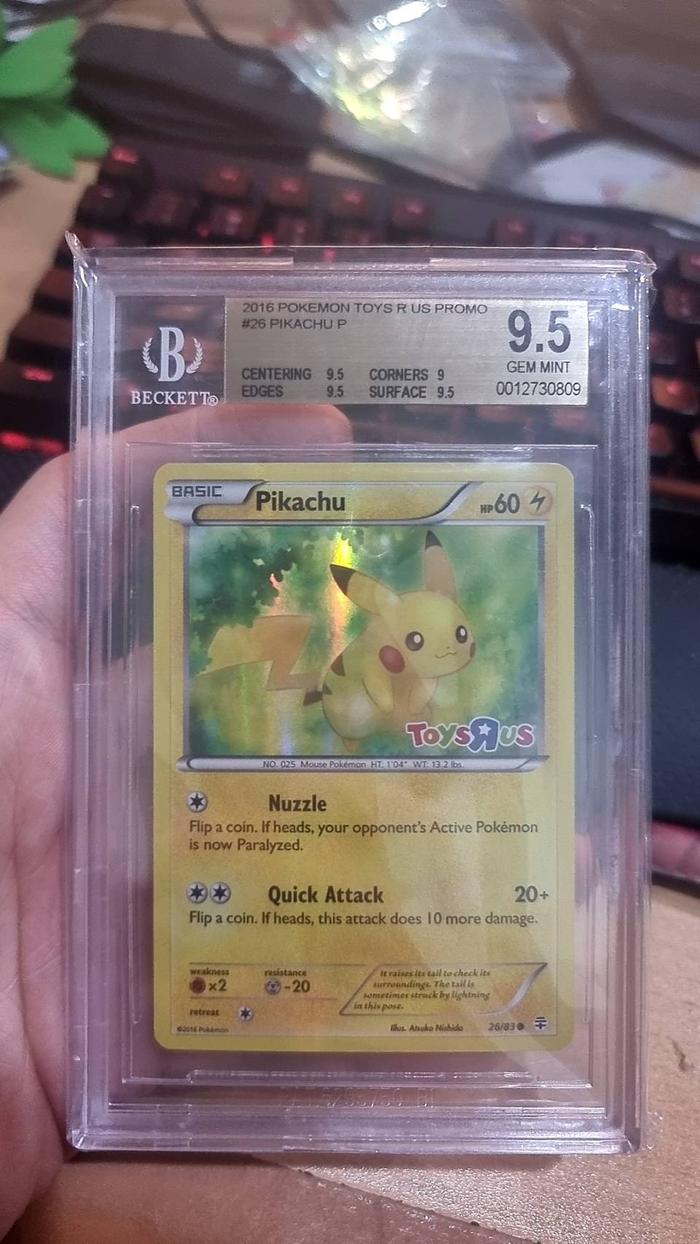 2016 POKEMON TOYS R US PROMO
#26 PIKACHU P
9.5
GEM MINT
CENTERING 9.5 CORNERS 9
EDGES 9.5 SURFACE 9.5
0012730809
B
BECKETT®
BASIC
Pikachu
HP60
ToysRus
NO. 025 Mouse Pokémon HT: 1'04" WT: 13.2 lbs.
Nuzzle
Flip a coin. If heads, your opponent's Active Pokémon
is now Paralyzed.
Quick Attack 20+
Flip a coin. If heads, this attack does 10 more damage.
weakness resistance
x2 -20
retreat
It raises its tail to check its
surroundings. The tail is
sometimes struck by lightning
in this pose.
©2016 Pokémon
Illus. Atsuko Nishida
26/83